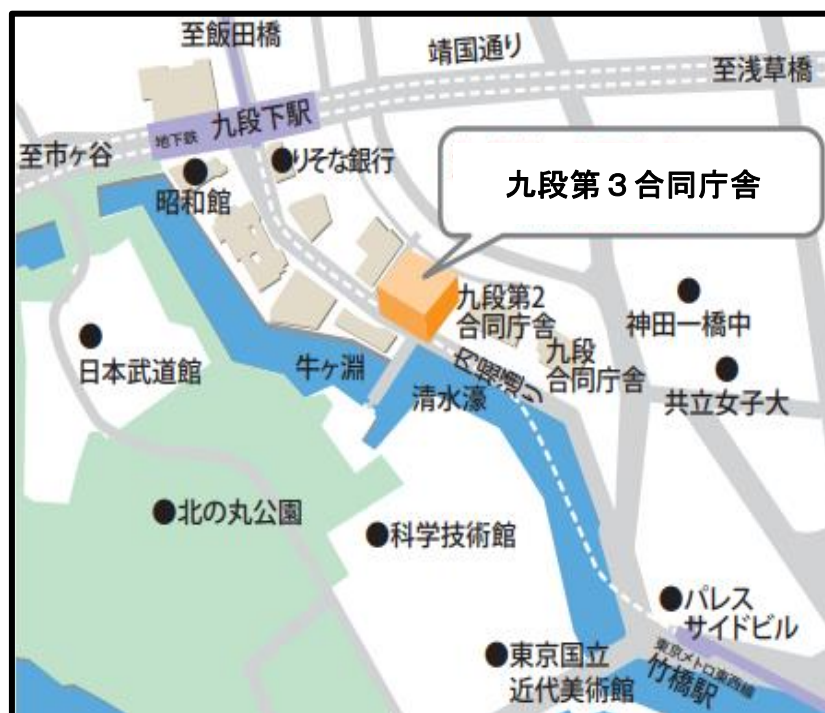 至飯田橋
靖国通り
至浅草橋
地下鉄 九段下駅
至市ヶ谷
りそな銀行
昭和館
九段第３合同庁舎
九段第2
合同庁舎
神田一橋中
九段
合同庁舎
日本武道館
牛ヶ淵
内堀通り
清水濠
共立女子大
北の丸公園
科学技術館
パレス
サイドビル
東京国立
近代美術館
東京メトロ東西線
竹橋駅